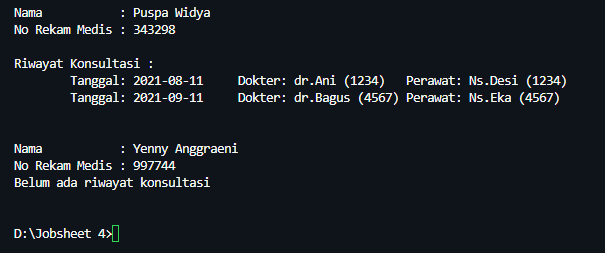 Nama           : Puspa Widya
No Rekam Medis : 343298
Riwayat Konsultasi :
        Tanggal: 2021-08-11     Dokter: dr.Ani (1234)   Perawat: Ns.Desi (1234)
        Tanggal: 2021-09-11     Dokter: dr.Bagus (4567) Perawat: Ns.Eka (4567)
Nama           : Yenny Anggraeni
No Rekam Medis : 997744
Belum ada riwayat konsultasi
D:\Jobsheet 4>